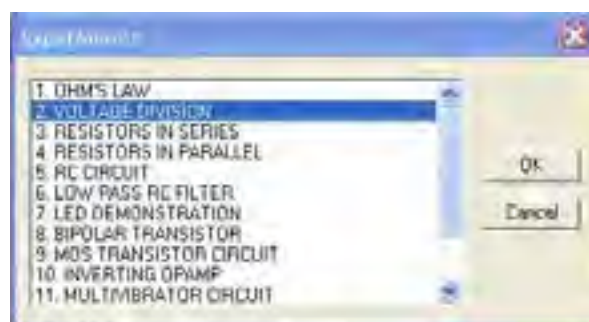 Experiments
1. OHM'S LAW
2. VOLTAGE DIVISION
3. RESISTORS IN SERIES
4. RESISTORS IN PARALLEL
5. RC CIRCUIT
6. LOW PASS RC FILTER
7. LED DEMONSTRATION
8. BIPOLAR TRANSISTOR
9. MOS TRANSISTOR CIRCUIT
10. INVERTING OPAMP
11. MULTIVIBRATOR CIRCUIT
OK
Cancel